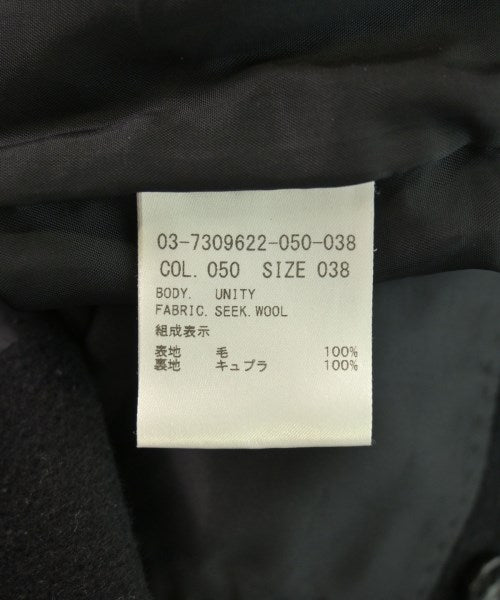 03-7309622-050-038
COL. 050 SIZE 038
BODY. UNITY
FABRIC. SEEK. WOOL
組成表示
表地 毛 100%
裏地 キュプラ 100%